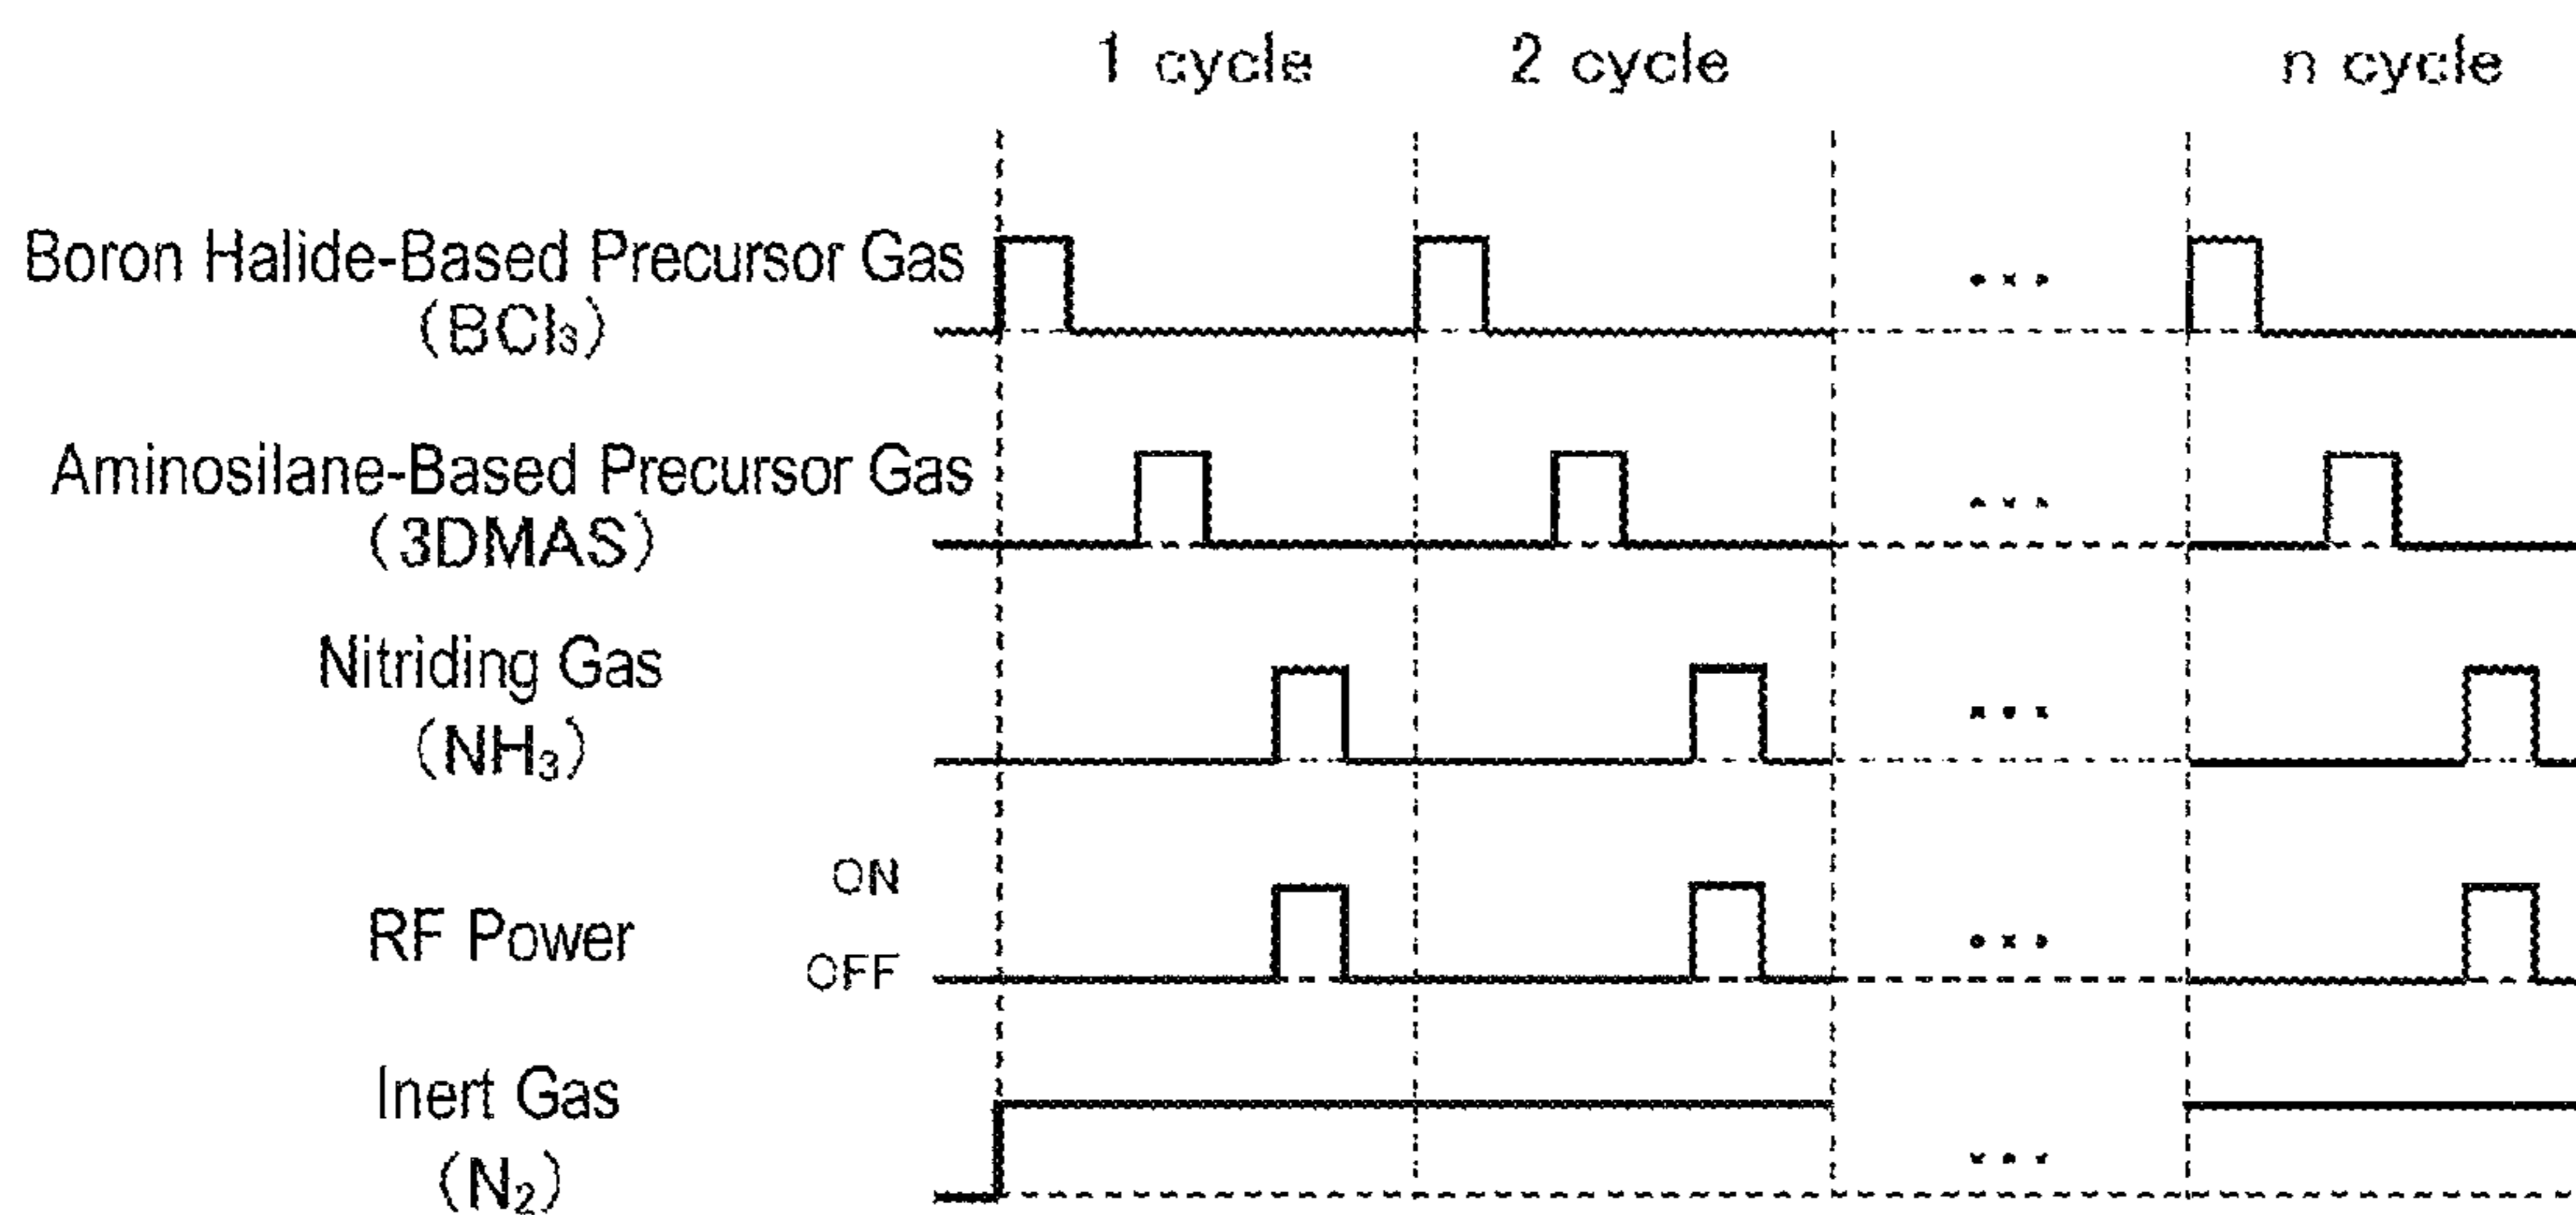 1 cycle 2 cycle n cycle
Boron Halide-Based Precursor Gas
(BCl₃)
Aminosilane-Based Precursor Gas
(3DMAS)
Nitriding Gas
(NH₃)
ON
RF Power
OFF
Inert Gas
(N₂)